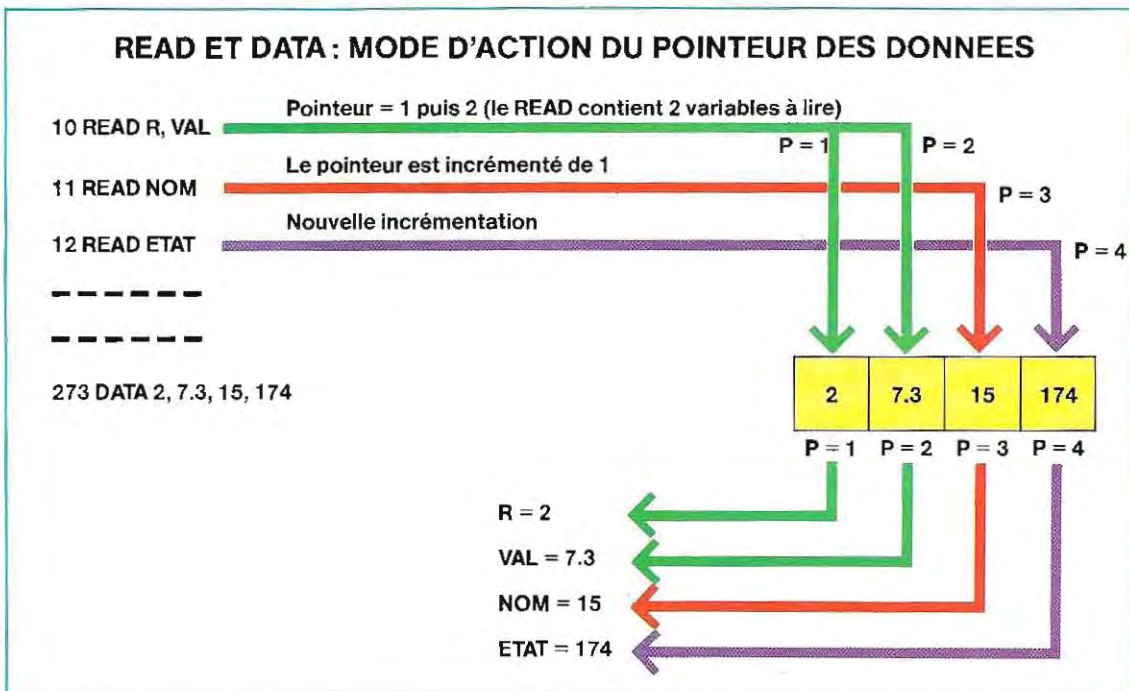 READ ET DATA : MODE D'ACTION DU POINTEUR DES DONNEES
Pointeur = 1 puis 2 (le READ contient 2 variables à lire)
10 READ R, VAL
P = 1
P = 2
Le pointeur est incrémenté de 1
11 READ NOM
P = 3
Nouvelle incrémentation
12 READ ETAT
P = 4
273 DATA 2, 7.3, 15, 174
2 7.3 15 174
P = 1 P = 2 P = 3 P = 4
R = 2
VAL = 7.3
NOM = 15
ETAT = 174